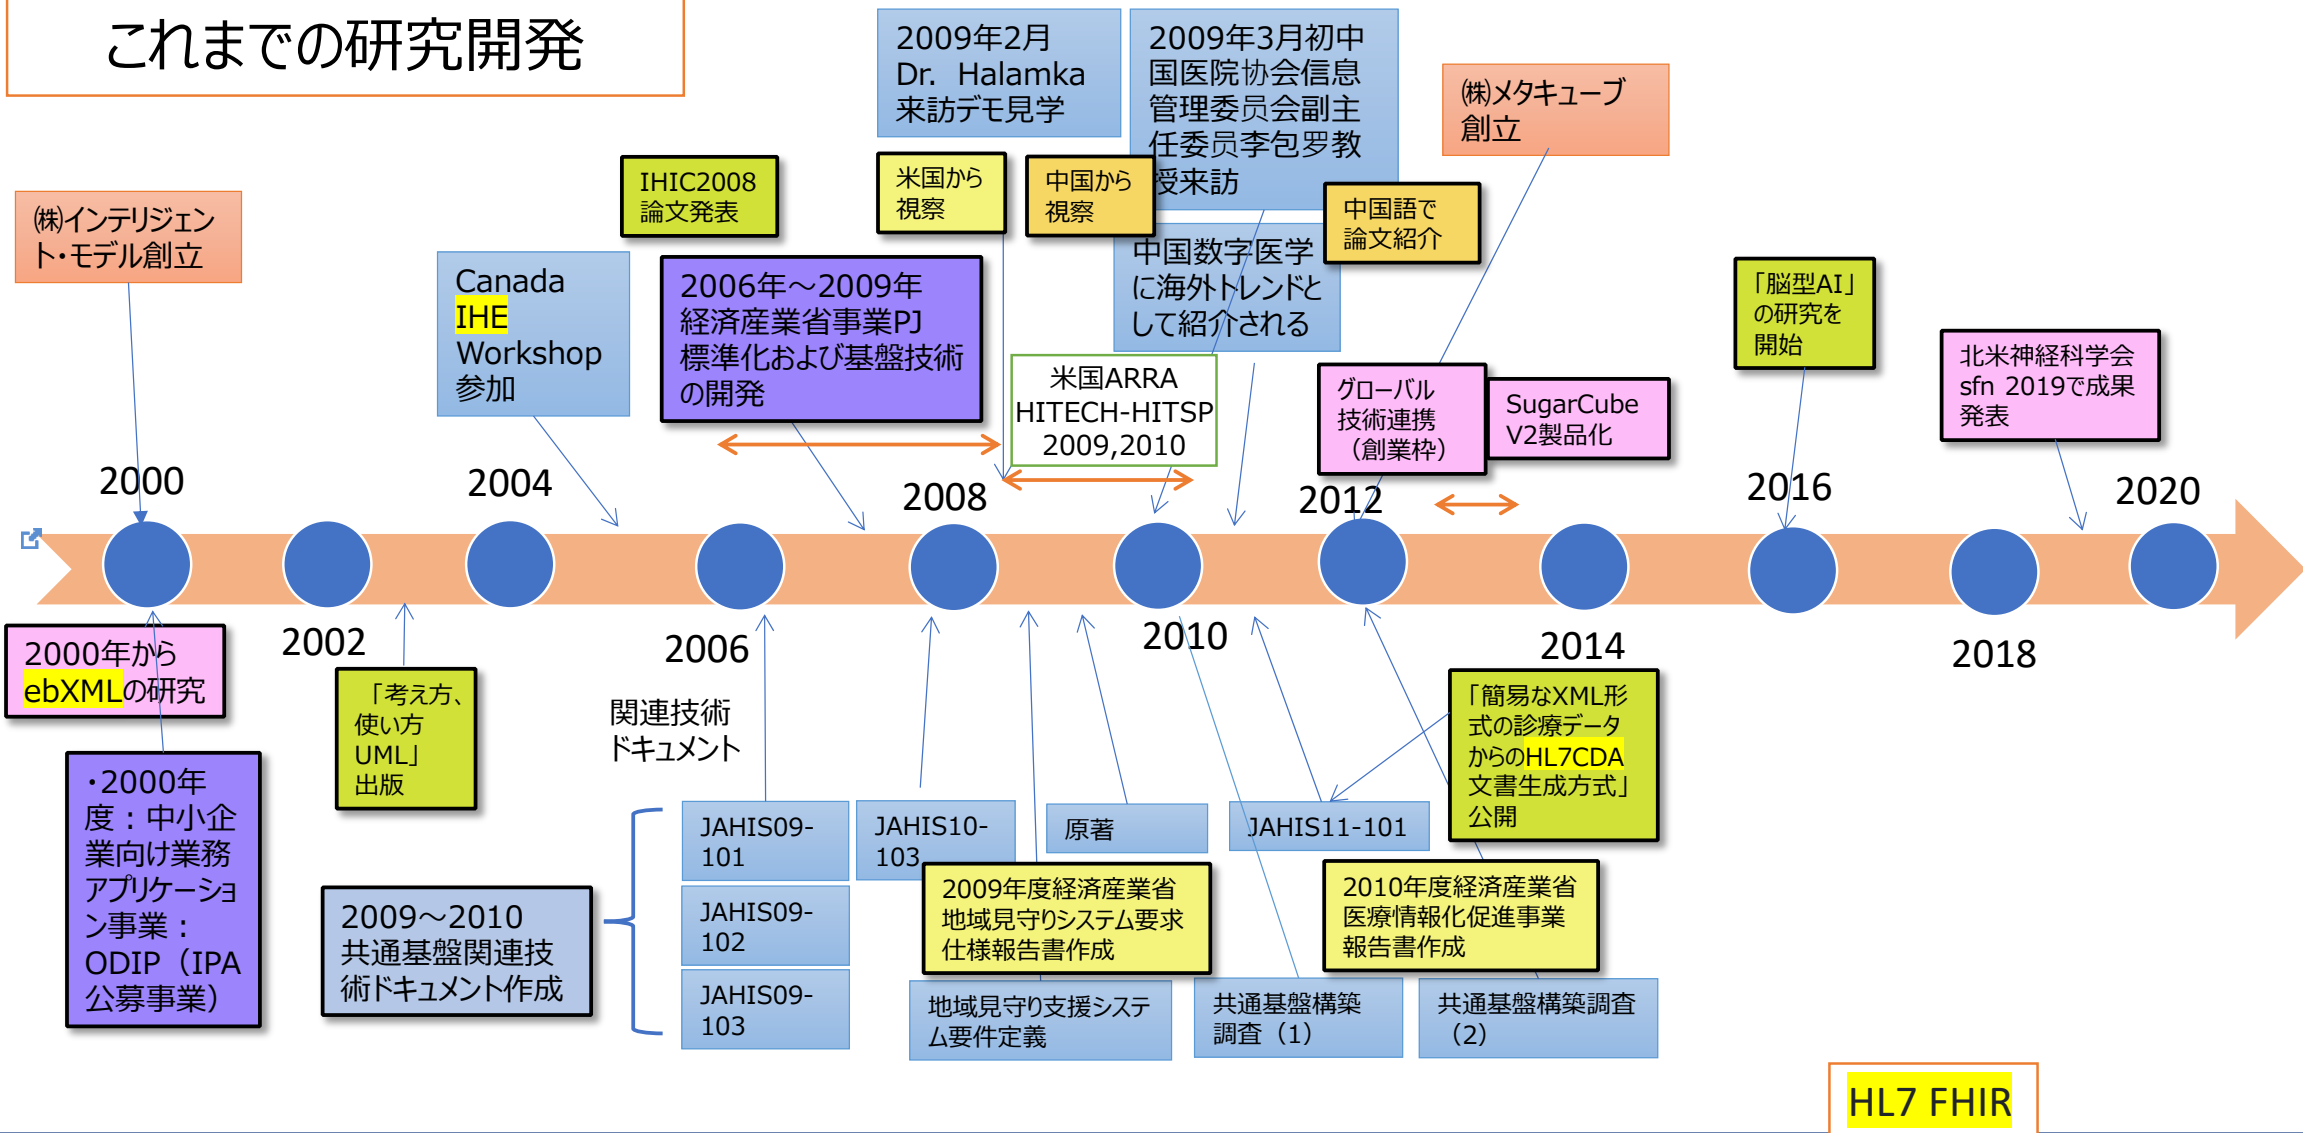 これまでの研究開発
2009年2月
Dr. Halamka
来訪デモ見学
2009年3月初中
国医院协会信息
管理委员会副主
任委员李包罗教
授来訪
㈱メタキューブ
創立
㈱インテリジェン
ト・モデル創立
IHIC2008
論文発表
米国から
視察
中国から
視察
中国語で
論文紹介
Canada
IHE
Workshop
参加
2006年～2009年
経済産業省事業PJ
標準化および基盤技術
の開発
中国数字医学
に海外トレンドと
して紹介される
米国ARRA
HITECH-HITSP
2009,2010
グローバル
技術連携
（創業枠）
SugarCube
V2製品化
「脳型AI」
の研究を
開始
北米神経科学会
sfn 2019で成果
発表
2000
2004
2008
2012
2016
2020
2002
2006
2010
2014
2018
2000年から
ebXMLの研究
・2000年
度：中小企
業向け業務
アプリケーショ
ン事業：
ODIP（IPA
公募事業）
「考え方、
使い方
UML」
出版
関連技術
ドキュメント
2009～2010
共通基盤関連技
術ドキュメント作成
JAHIS09-
101
JAHIS09-
102
JAHIS09-
103
JAHIS10-
103
原著
JAHIS11-101
「簡易なXML形
式の診療データ
からのHL7CDA
文書生成方式」
公開
2009年度経済産業省
地域見守りシステム要求
仕様報告書作成
2010年度経済産業省
医療情報化促進事業
報告書作成
地域見守り支援システ
ム要件定義
共通基盤構築
調査（1）
共通基盤構築調査
（2）
HL7 FHIR